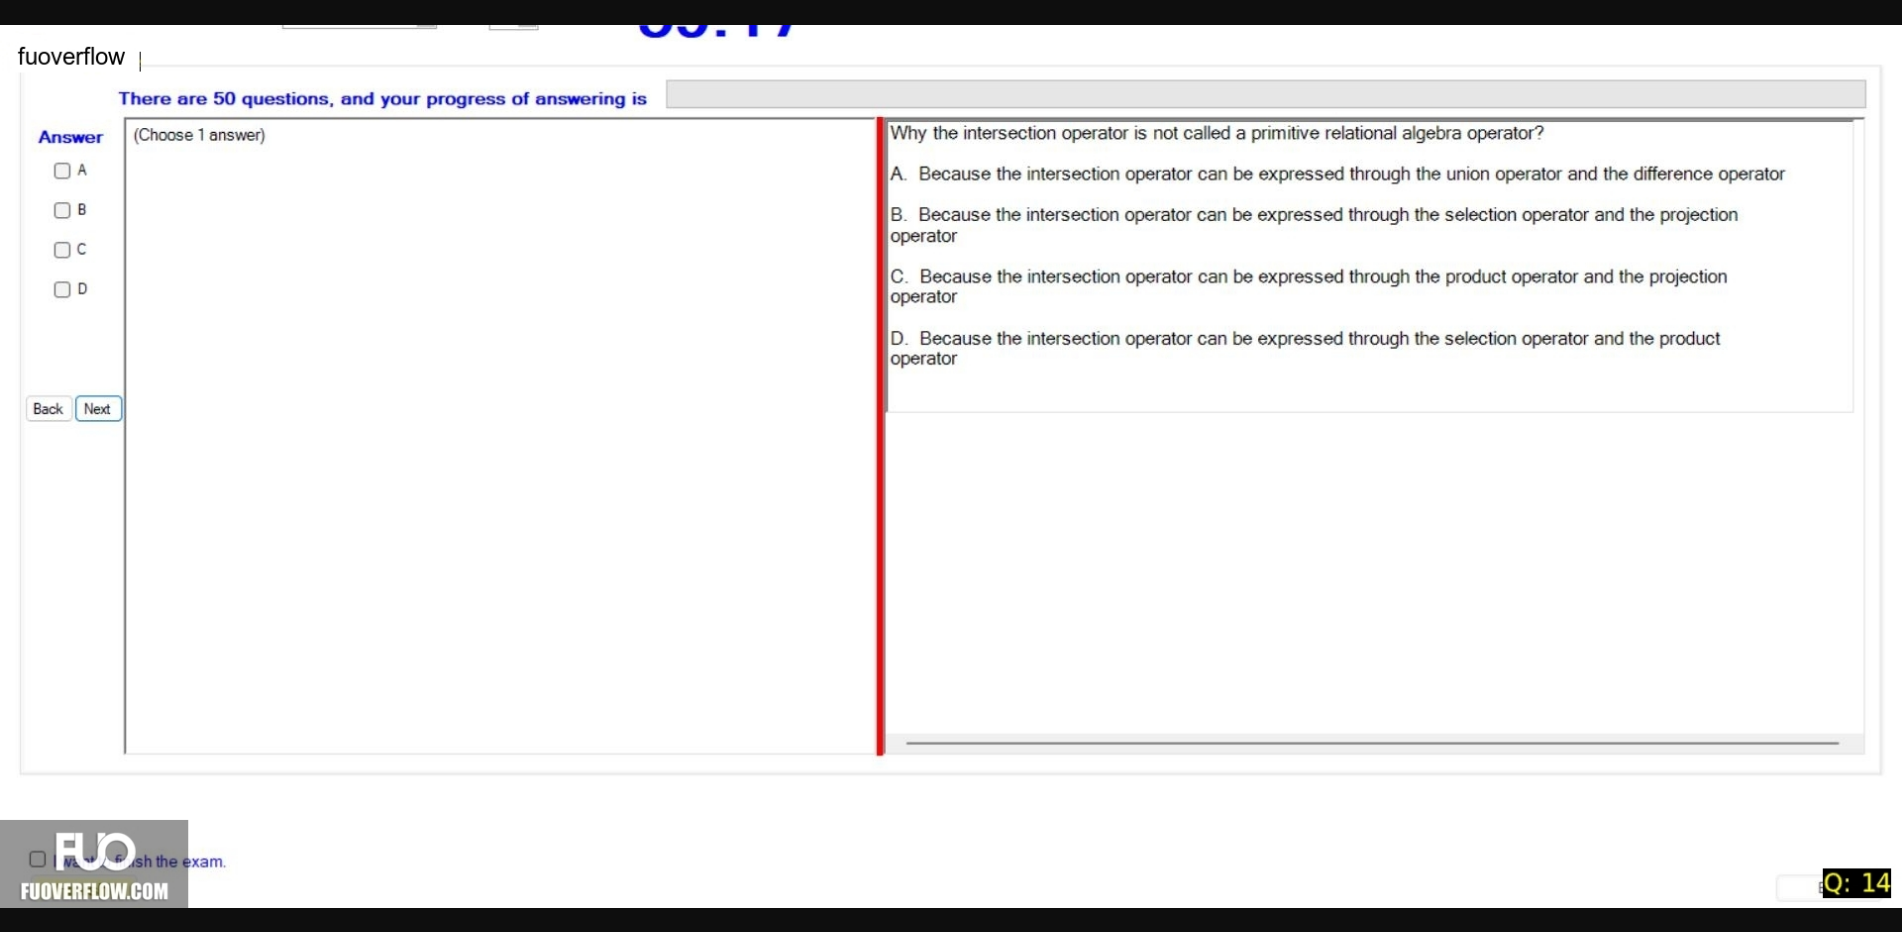 fuoverflow
There are 50 questions, and your progress of answering is
Answer
(Choose 1 answer)
A
B
C
D
Back Next
Why the intersection operator is not called a primitive relational algebra operator?
A. Because the intersection operator can be expressed through the union operator and the difference operator
B. Because the intersection operator can be expressed through the selection operator and the projection
operator
C. Because the intersection operator can be expressed through the product operator and the projection
operator
D. Because the intersection operator can be expressed through the selection operator and the product
operator
FUO
the exam.
FUOVERFLOW.COM
Q: 14